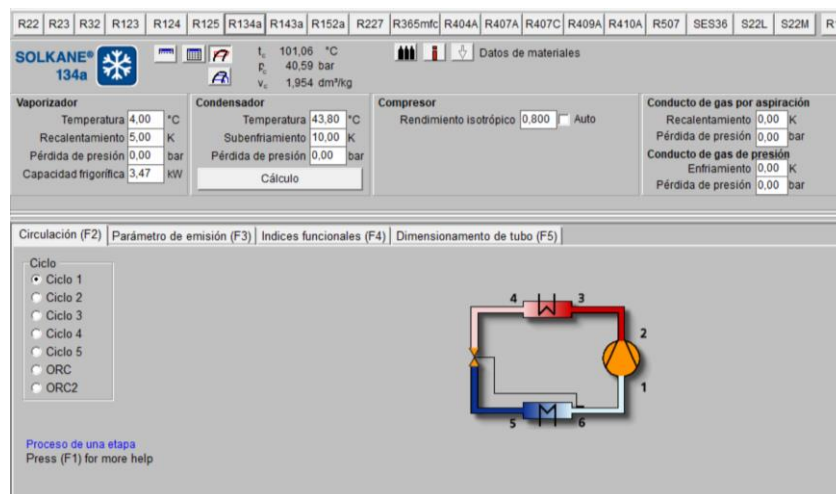 R22 R23 R32 R123 R124 R125 R134a R143a R152a R227 R365mfc R404A R407A R407C R409A R410A R507 SES36 S22L S22M
SOLKANE®
134a
tc 101,06 °C
pc 40,59 bar
vc 1,954 dm³/kg
Datos de materiales
Vaporizador
Temperatura 4,00 °C
Recalentamiento 5,00 K
Pérdida de presión 0,00 bar
Capacidad frigorífica 3,47 kW
Condensador
Temperatura 43,80 °C
Subenfriamiento 10,00 K
Pérdida de presión 0,00 bar
Cálculo
Compresor
Rendimiento isotrópico 0,800 Auto
Conducto de gas por aspiración
Recalentamiento 0,00 K
Pérdida de presión 0,00 bar
Conducto de gas de presión
Enfriamiento 0,00 K
Pérdida de presión 0,00 bar
Circulación (F2) Parámetro de emisión (F3) Indices funcionales (F4) Dimensionamento de tubo (F5)
Ciclo
Ciclo 1
Ciclo 2
Ciclo 3
Ciclo 4
Ciclo 5
ORC
ORC2
4 3
2
1
5 6
Proceso de una etapa
Press (F1) for more help